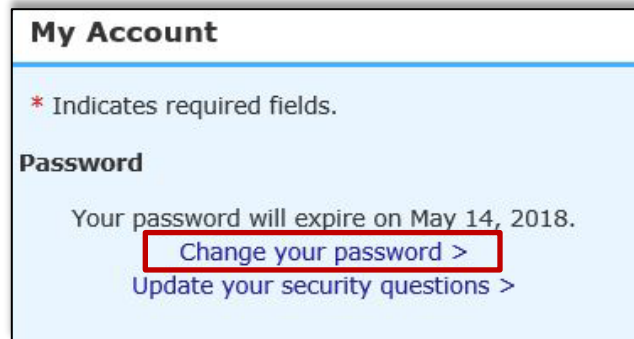 My Account
* Indicates required fields.
Password
Your password will expire on May 14, 2018.
Change your password >
Update your security questions >